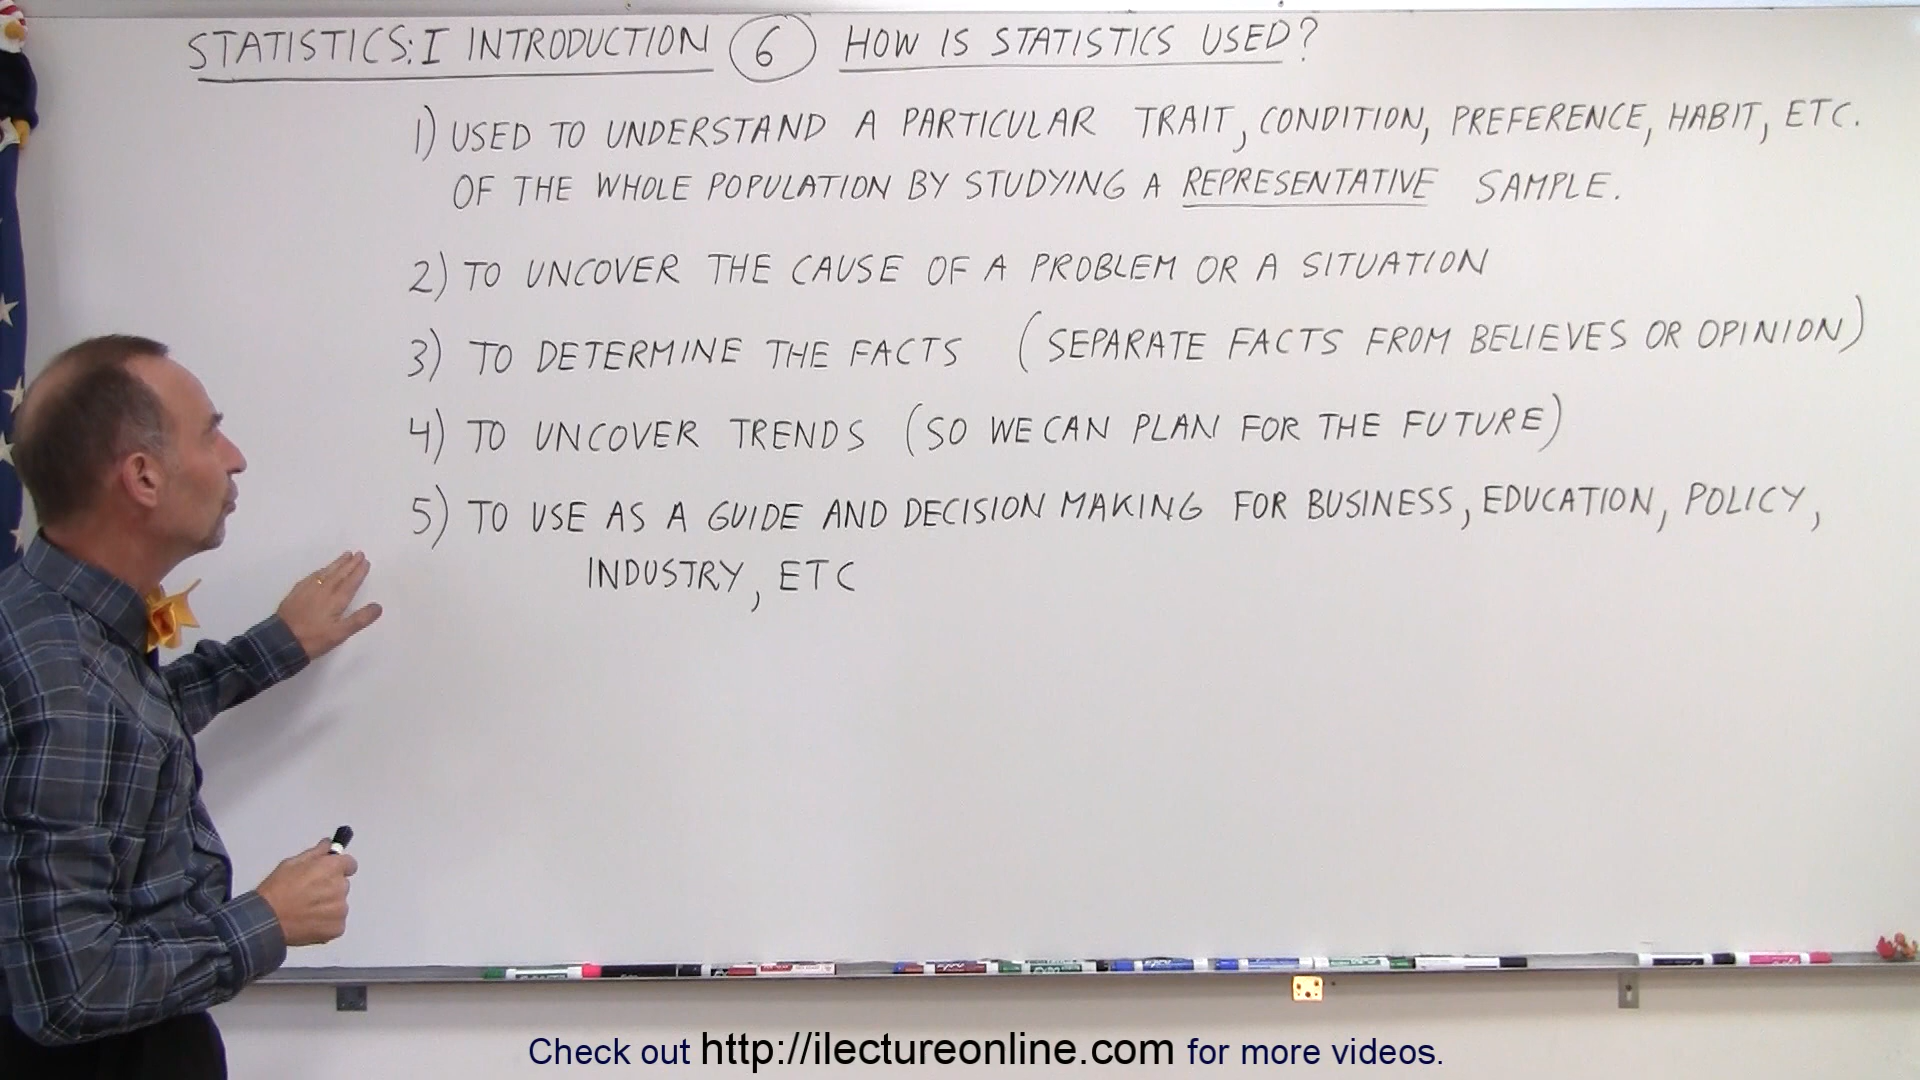 STATISTICS: I INTRODUCTION 6 HOW IS STATISTICS USED?
1) USED TO UNDERSTAND A PARTICULAR TRAIT, CONDITION, PREFERENCE, HABIT, ETC.
OF THE WHOLE POPULATION BY STUDYING A REPRESENTATIVE SAMPLE.
2) TO UNCOVER THE CAUSE OF A PROBLEM OR A SITUATION
3) TO DETERMINE THE FACTS (SEPARATE FACTS FROM BELIEVES OR OPINION)
4) TO UNCOVER TRENDS (SO WE CAN PLAN FOR THE FUTURE)
5) TO USE AS A GUIDE AND DECISION MAKING FOR BUSINESS, EDUCATION, POLICY,
INDUSTRY, ETC
Check out http://ilectureonline.com for more videos.